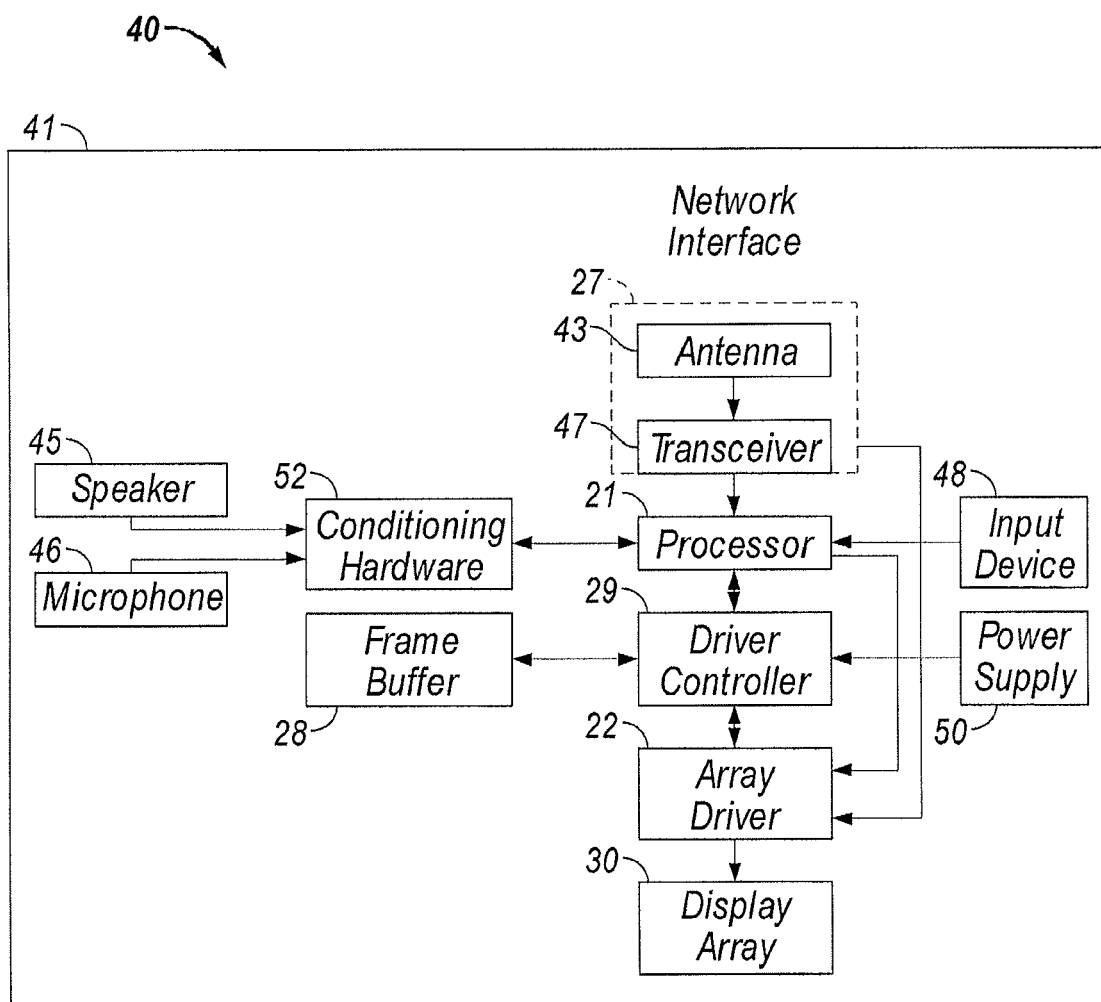 40
41
Network
Interface
27
43
Antenna
47
Transceiver
45
Speaker
52
Conditioning
Hardware
21
Processor
48
Input
Device
46
Microphone
29
Driver
Controller
Frame
Buffer
28
Power
Supply
50
22
Array
Driver
30
Display
Array